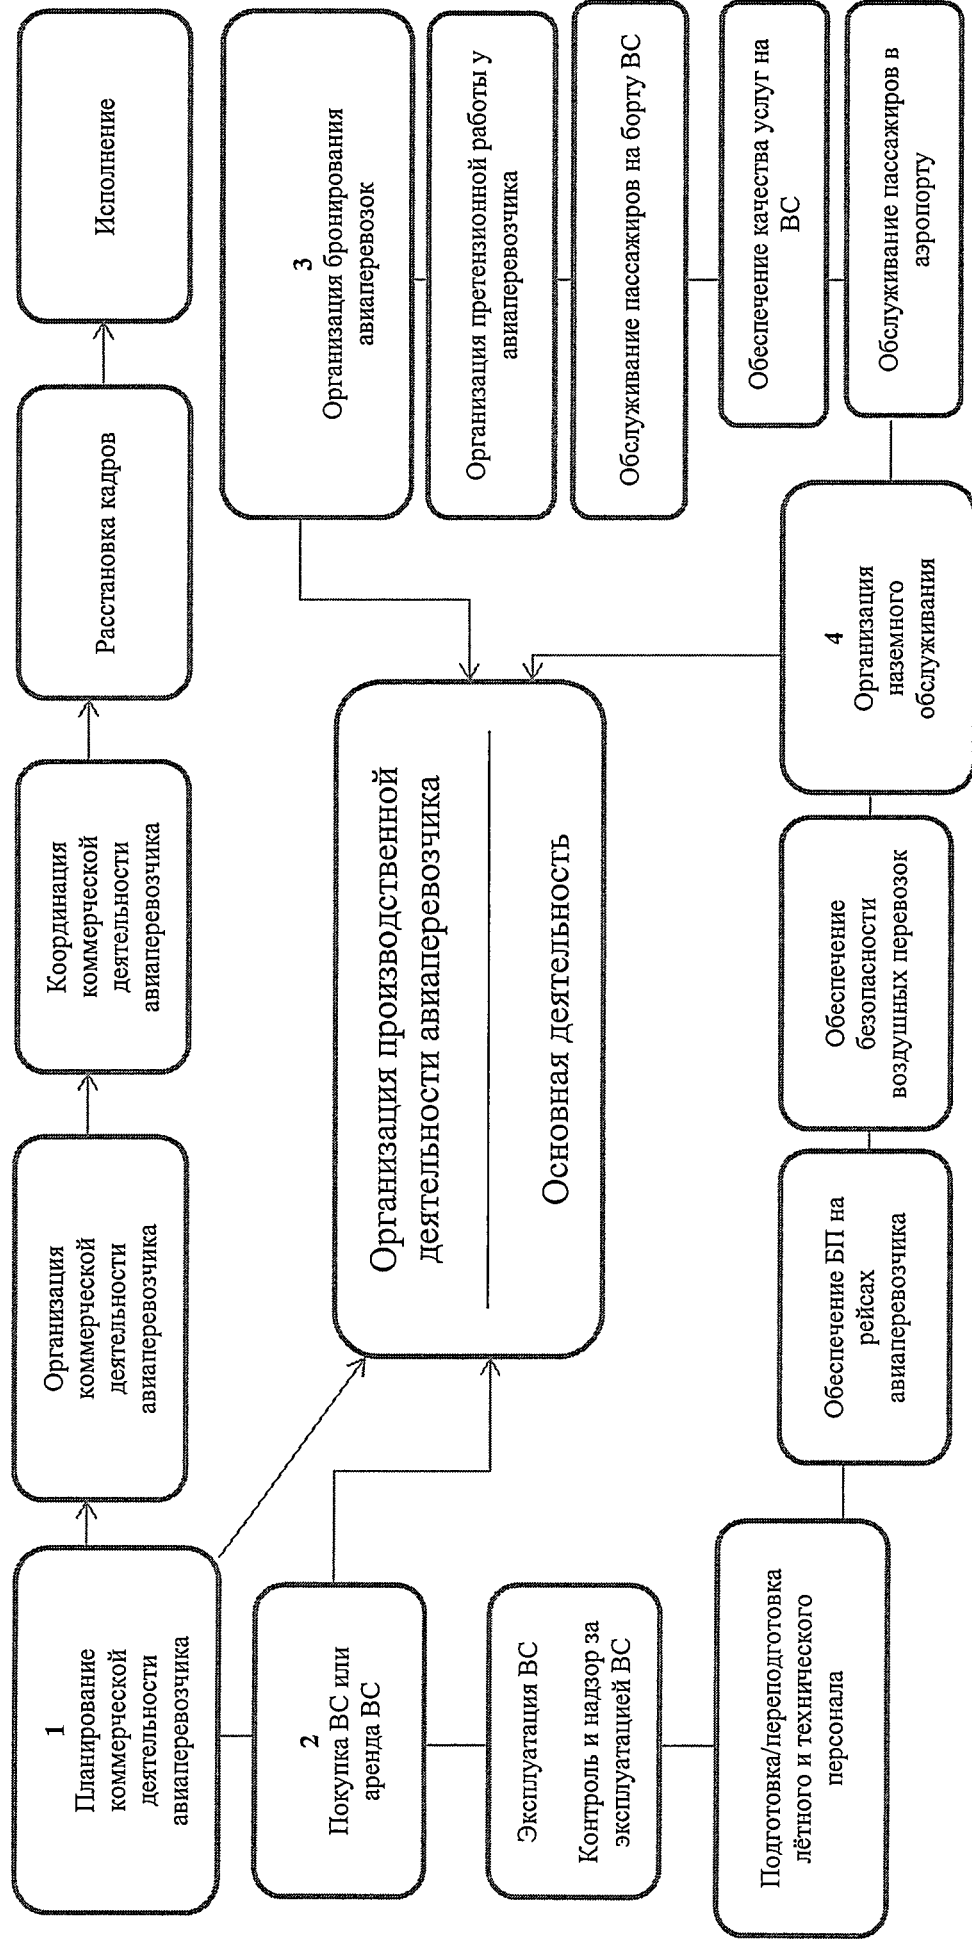 1
Планирование
коммерческой
деятельности
авиаперевозчика
Организация
коммерческой
деятельности
авиаперевозчика
Координация
коммерческой
деятельности
авиаперевозчика
Расстановка кадров
Исполнение
2
Покупка ВС или
аренда ВС
Эксплуатация ВС
Контроль и надзор за
эксплуатацией ВС
Подготовка/переподготовка
лётного и технического
персонала
Организация производственной
деятельности авиаперевозчика
Основная деятельность
3
Организация бронирования
авиаперевозок
Организация претензионной работы у
авиаперевозчика
Обслуживание пассажиров на борту ВС
Обеспечение качества услуг на
ВС
Обслуживание пассажиров в
аэропорту
Обеспечение БП на
рейсах
авиаперевозчика
Обеспечение
безопасности
воздушных перевозок
4
Организация
наземного
обслуживания